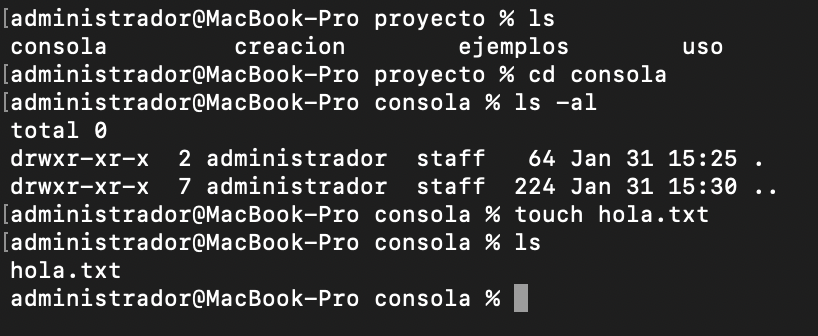 [administrador@MacBook-Pro proyecto % ls
consola         creacion        ejemplos        uso
[administrador@MacBook-Pro proyecto % cd consola
[administrador@MacBook-Pro consola % ls -al
total 0
drwxr-xr-x  2 administrador  staff   64 Jan 31 15:25 .
drwxr-xr-x  7 administrador  staff  224 Jan 31 15:30 ..
[administrador@MacBook-Pro consola % touch hola.txt
[administrador@MacBook-Pro consola % ls
hola.txt
administrador@MacBook-Pro consola %